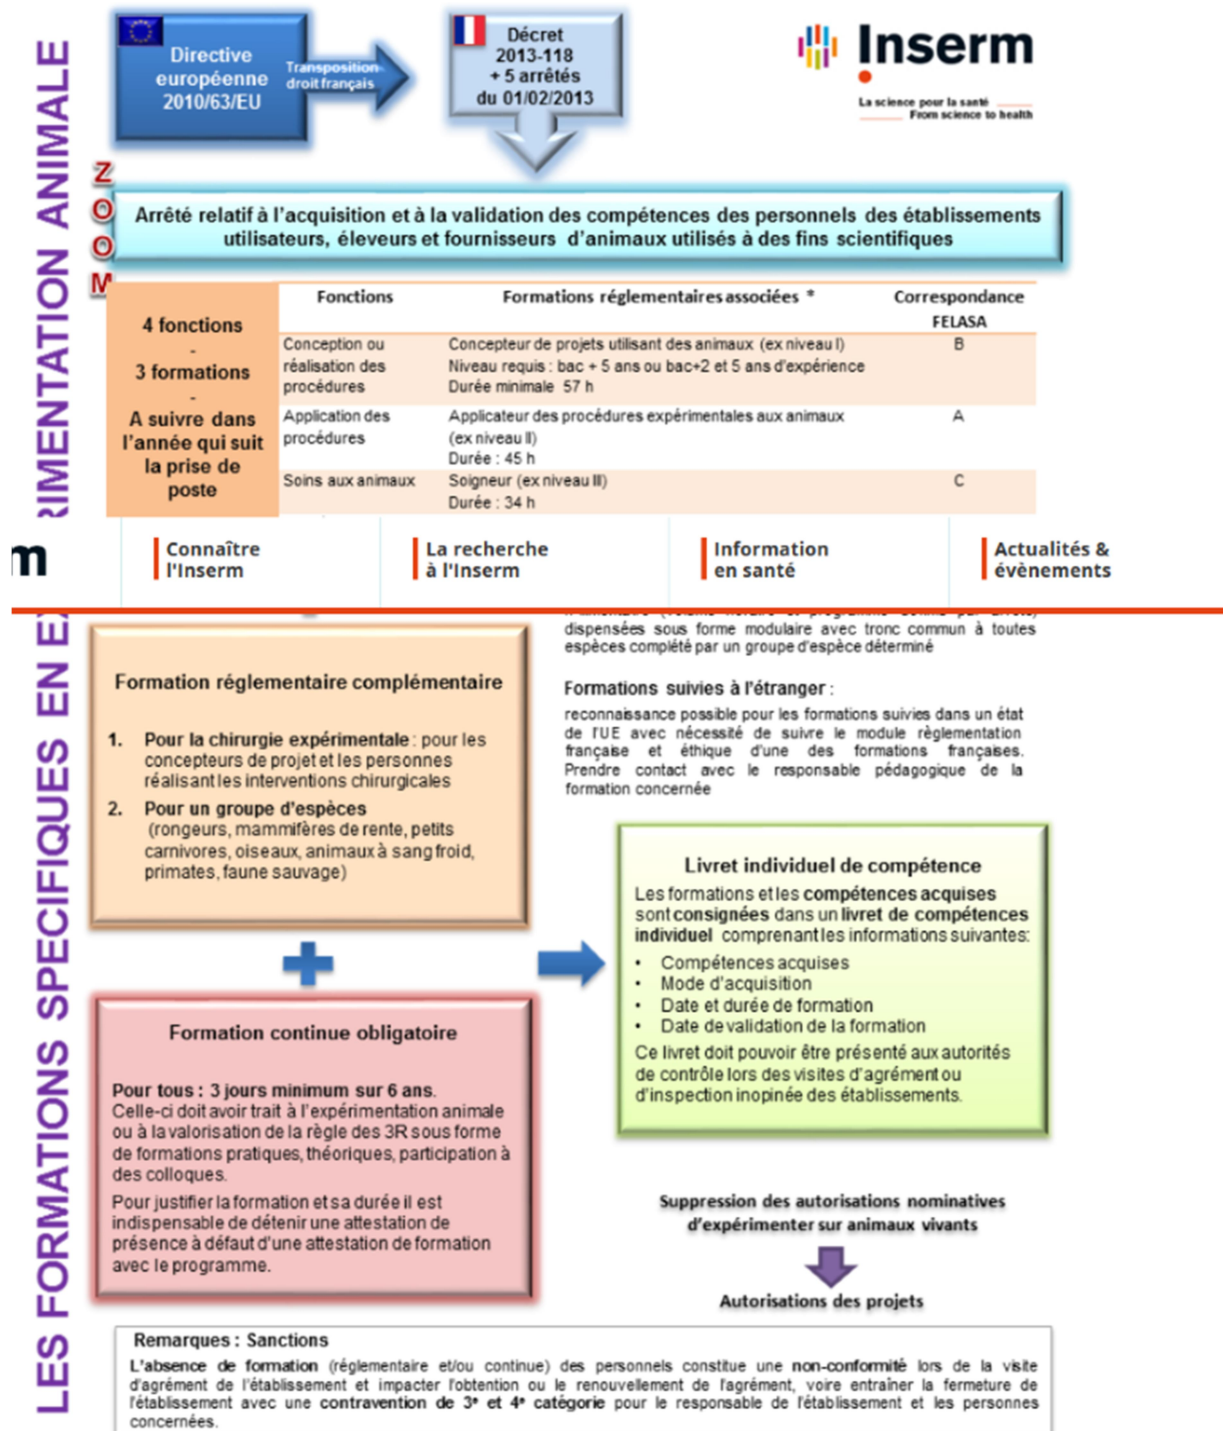 Directive
européenne
2010/63/EU
Transposition
droit français
Décret
2013-118
+ 5 arrêtés
du 01/02/2013
Inserm
La science pour la santé
From science to health
ZOOM
Arrêté relatif à l'acquisition et à la validation des compétences des personnels des établissements
utilisateurs, éleveurs et fournisseurs d'animaux utilisés à des fins scientifiques
4 fonctions
-
3 formations
-
A suivre dans
l'année qui suit
la prise de
poste
Fonctions
Formations réglementaires associées *
Correspondance
FELASA
Conception ou
réalisation des
procédures
Concepteur de projets utilisant des animaux (ex niveau I)
Niveau requis : bac + 5 ans ou bac+2 et 5 ans d'expérience
Durée minimale 57 h
B
Application des
procédures
Applicateur des procédures expérimentales aux animaux
(ex niveau II)
Durée : 45 h
A
Soins aux animaux
Soigneur (ex niveau III)
Durée : 34 h
C
RIMENTATION ANIMALE
m
Connaître
l'Inserm
La recherche
à l'Inserm
Information
en santé
Actualités &
évènements
LES FORMATIONS SPECIFIQUES EN E
Formation réglementaire complémentaire
1. Pour la chirurgie expérimentale : pour les
concepteurs de projet et les personnes
réalisant les interventions chirurgicales
2. Pour un groupe d'espèces
(rongeurs, mammifères de rente, petits
carnivores, oiseaux, animaux à sang froid,
primates, faune sauvage)
dispensées sous forme modulaire avec tronc commun à toutes
espèces complété par un groupe d'espèce déterminé
Formations suivies à l'étranger :
reconnaissance possible pour les formations suivies dans un état
de l'UE avec nécessité de suivre le module règlementation
française et éthique d'une des formations françaises.
Prendre contact avec le responsable pédagogique de la
formation concernée
Formation continue obligatoire
Pour tous : 3 jours minimum sur 6 ans.
Celle-ci doit avoir trait à l'expérimentation animale
ou à la valorisation de la règle des 3R sous forme
de formations pratiques, théoriques, participation à
des colloques.
Pour justifier la formation et sa durée il est
indispensable de détenir une attestation de
présence à défaut d'une attestation de formation
avec le programme.
Livret individuel de compétence
Les formations et les compétences acquises
sont consignées dans un livret de compétences
individuel comprenant les informations suivantes:
• Compétences acquises
• Mode d'acquisition
• Date et durée de formation
• Date de validation de la formation
Ce livret doit pouvoir être présenté aux autorités
de contrôle lors des visites d'agrément ou
d'inspection inopinée des établissements.
Suppression des autorisations nominatives
d'expérimenter sur animaux vivants
Autorisations des projets
Remarques : Sanctions
L'absence de formation (réglementaire et/ou continue) des personnels constitue une non-conformité lors de la visite
d'agrément de l'établissement et impacter l'obtention ou le renouvellement de l'agrément, voire entraîner la fermeture de
l'établissement avec une contravention de 3e et 4e catégorie pour le responsable de l'établissement et les personnes
concernées.